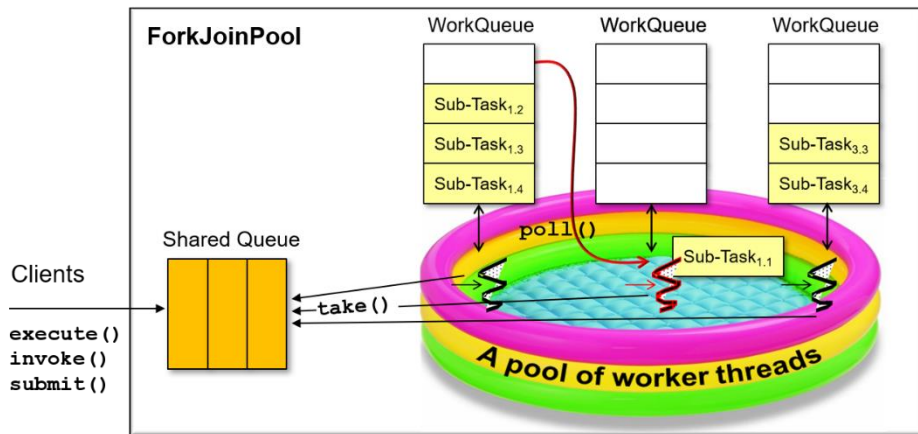 ForkJoinPool
WorkQueue
WorkQueue
WorkQueue
Sub-Task1.2
Sub-Task1.3
Sub-Task3.3
Sub-Task1.4
Sub-Task3.4
poll()
Shared Queue
Sub-Task1.1
Clients
take()
execute()
invoke()
submit()
A pool of worker threads